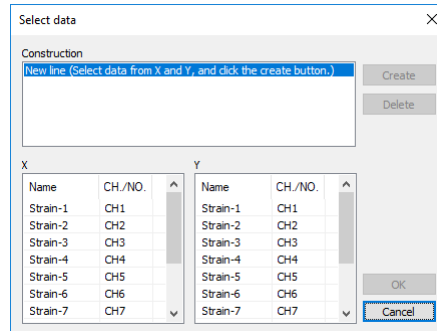 Select data
Construction
New line (Select data from X and Y, and click the create button.)
Create
Delete
X
Y
Name CH./NO. Name CH./NO.
Strain-1 CH1 Strain-1 CH1
Strain-2 CH2 Strain-2 CH2
Strain-3 CH3 Strain-3 CH3
Strain-4 CH4 Strain-4 CH4
Strain-5 CH5 Strain-5 CH5
Strain-6 CH6 Strain-6 CH6
Strain-7 CH7 Strain-7 CH7
OK
Cancel